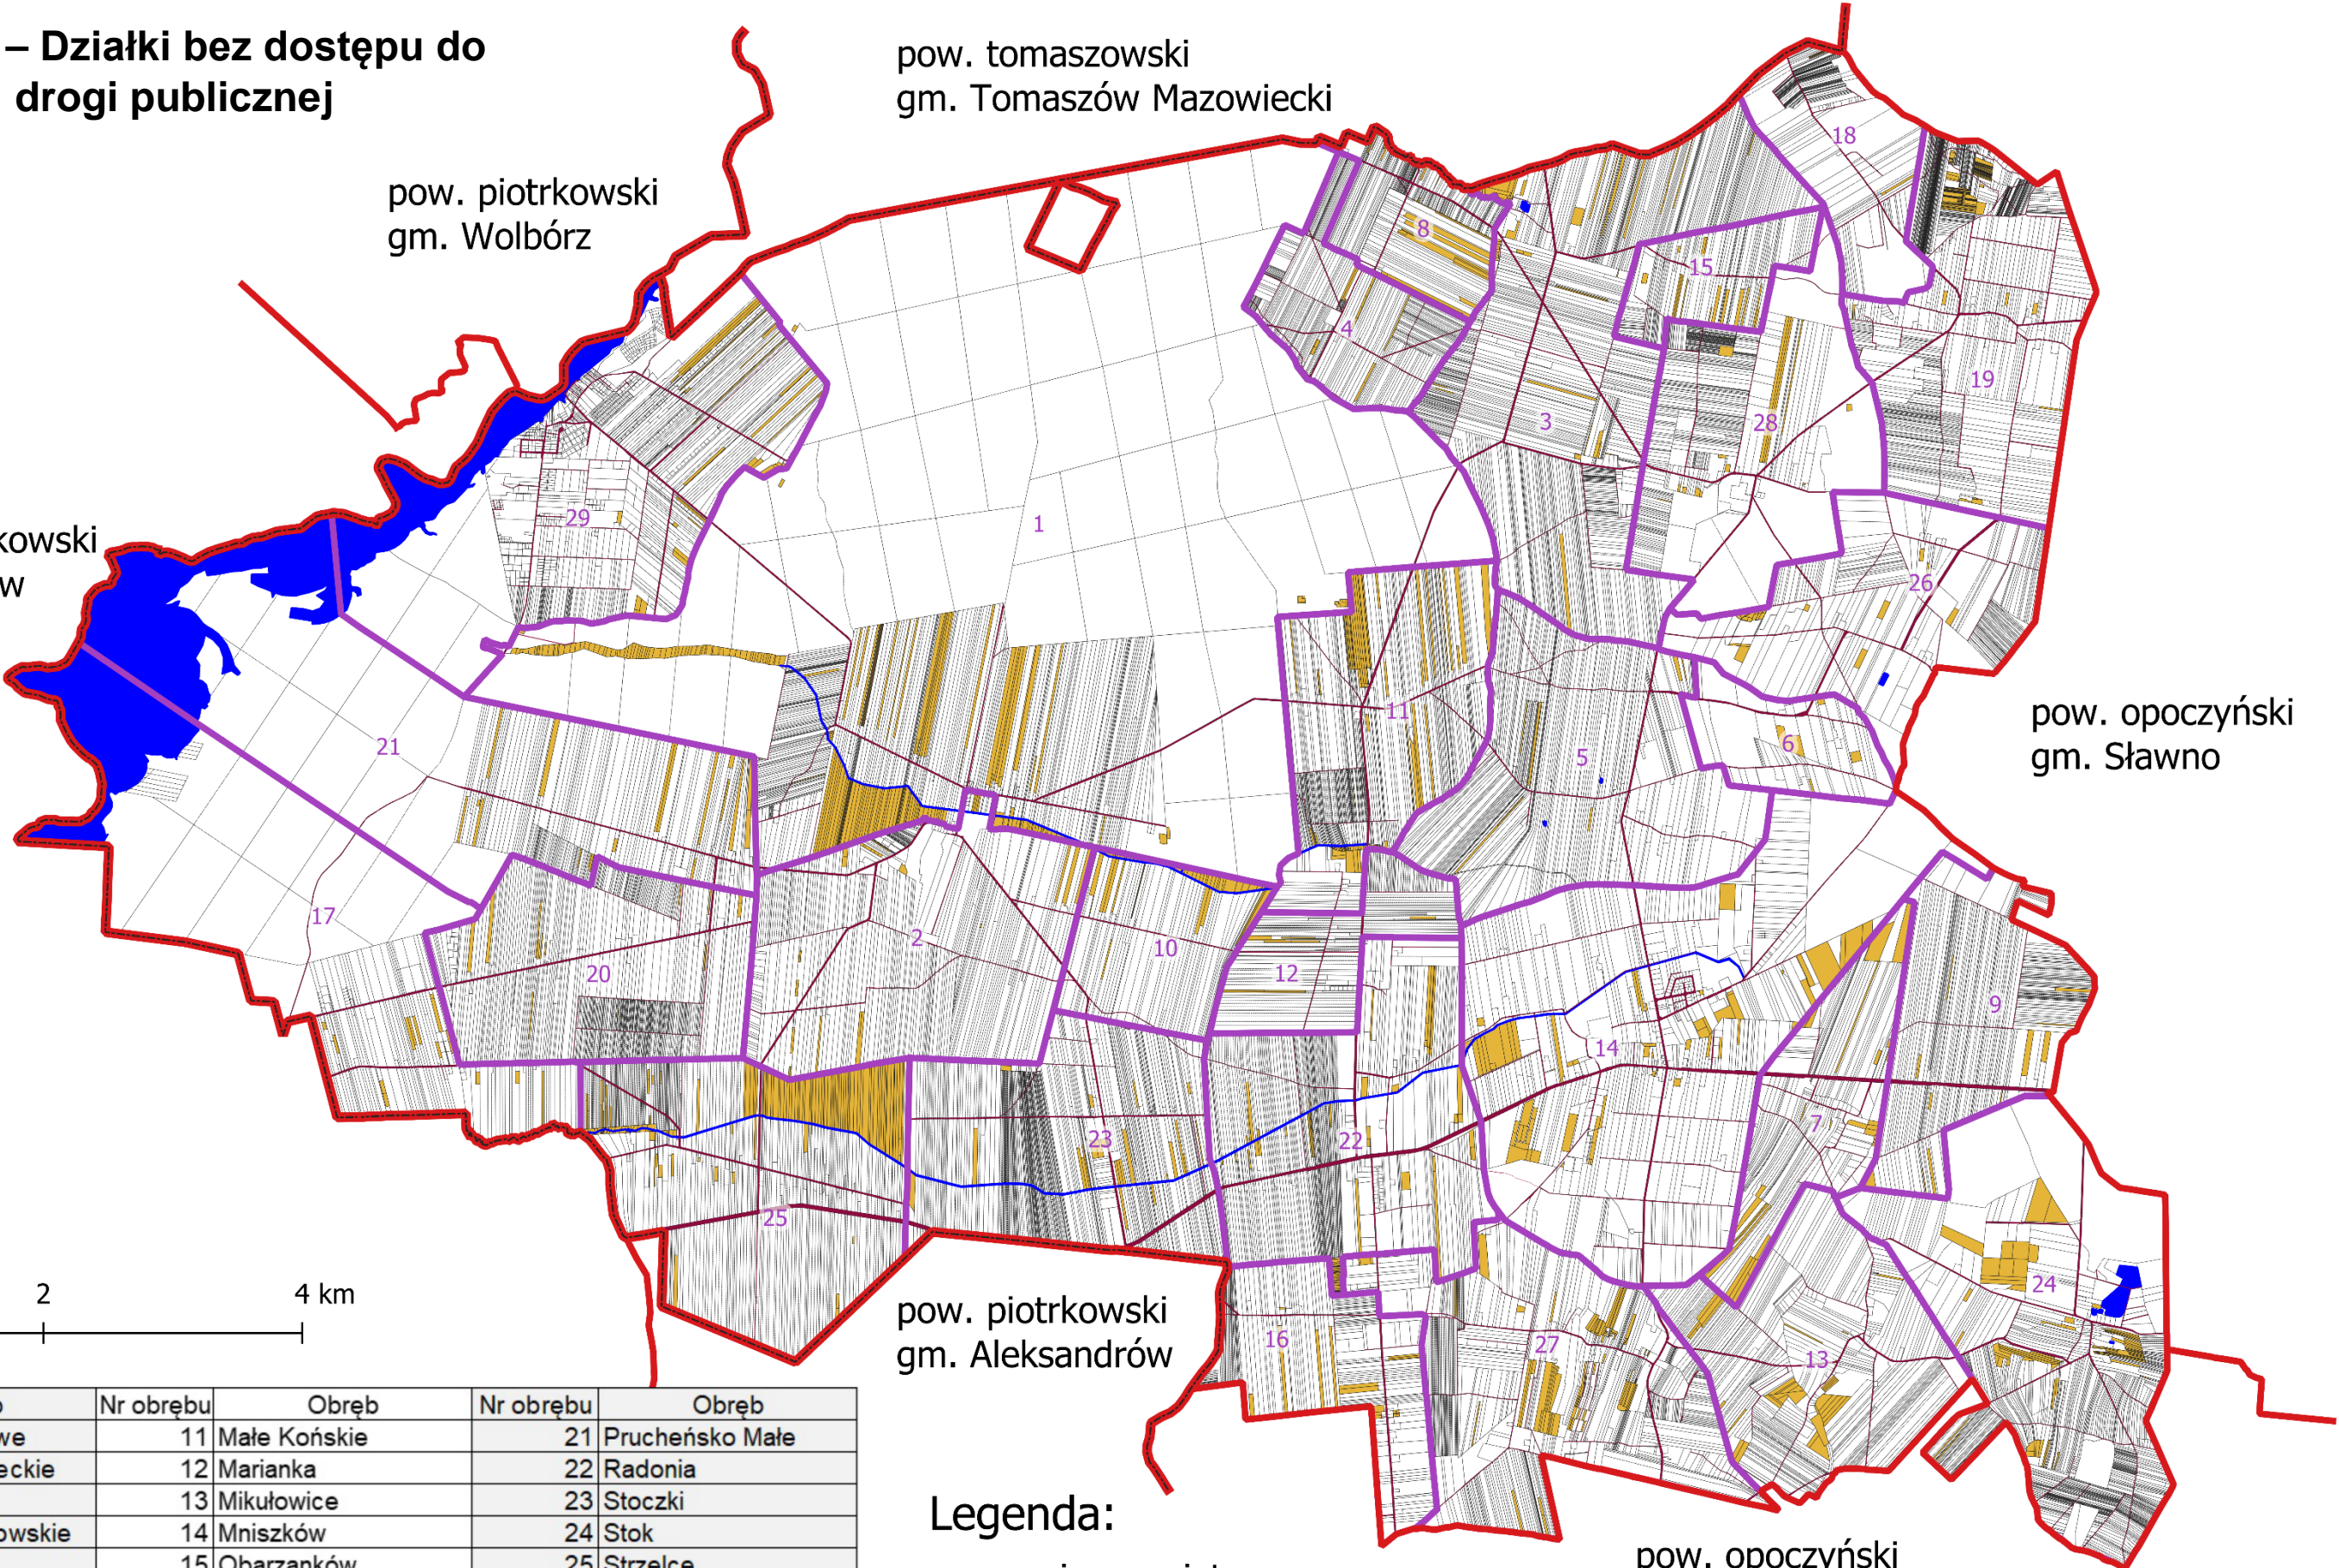 – Działki bez dostępu do
drogi publicznej
pow. tomaszowski
gm. Tomaszów Mazowiecki
pow. piotrkowski
gm. Wolbórz
18
8
15
4
19
3
28
1
29
26
11
21
5
6
pow. opoczyński
gm. Sławno
17
2
10
20
12
9
14
7
23
22
25
24
2
4 km
pow. piotrkowski
gm. Aleksandrów
16
27
13
Nr obrębu Obręb Nr obrębu Obręb
11 Małe Końskie 21 Prucheńsko Małe
12 Marianka 22 Radonia
13 Mikułowice 23 Stoczki
14 Mniszków 24 Stok
15 Obarzanków 25 Strzelce
Legenda:
pow. opoczyński